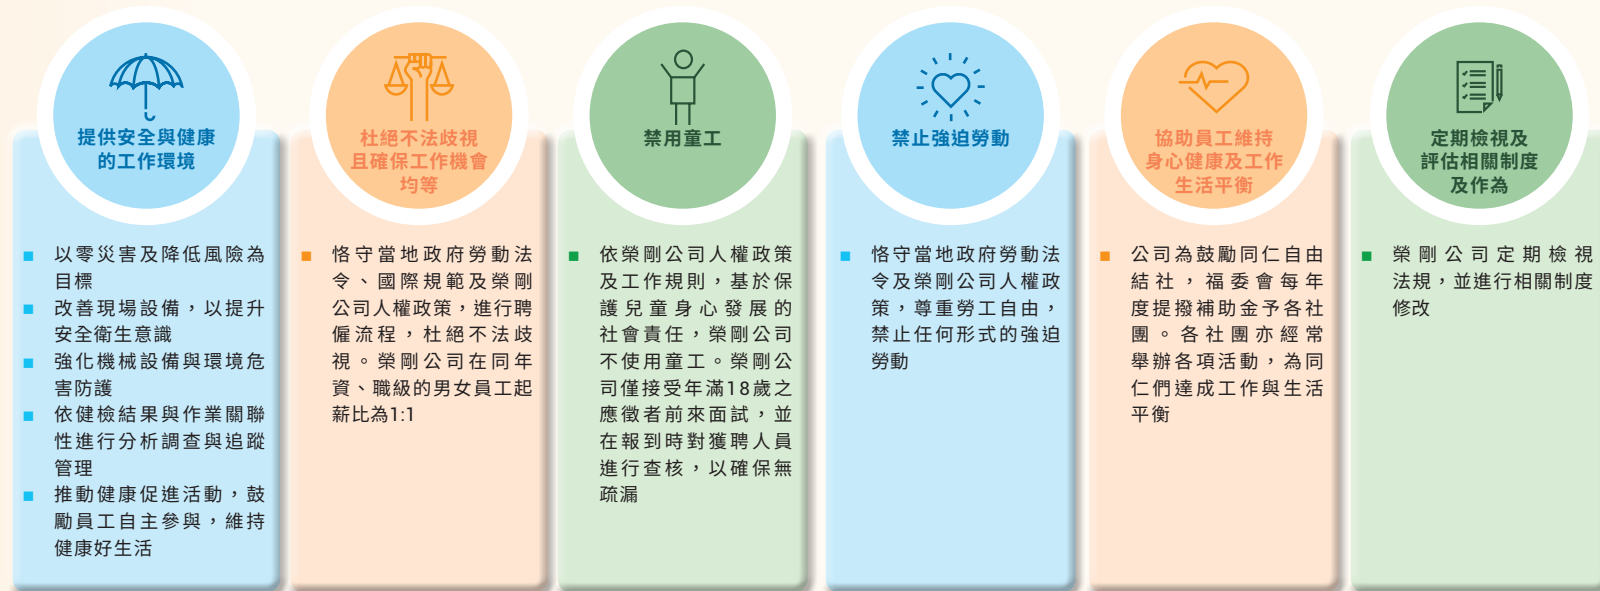 提供安全與健康
的工作環境
以零災害及降低風險為
目標
改善現場設備，以提升
安全衛生意識
強化機械設備與環境危
害防護
依健檢結果與作業關聯
性進行分析調查與追蹤
管理
推動健康促進活動，鼓
勵員工自主參與，維持
健康好生活
杜絕不法歧視
且確保工作機會
均等
恪守當地政府勞動法
令、國際規範及榮剛
公司人權政策，進行聘
僱流程，杜絕不法歧
視。榮剛公司在同年
資、職級的男女員工起
薪比為1:1
禁用童工
依榮剛公司人權政策
及工作規則，基於保
護兒童身心發展的
社會責任，榮剛公司
不使用童工。榮剛公
司僅接受年滿18歲之
應徵者前來面試，並
在報到時對獲聘人員
進行查核，以確保無
疏漏
禁止強迫勞動
恪守當地政府勞動法
令及榮剛公司人權政
策，尊重勞工自由，
禁止任何形式的強迫
勞動
協助員工維持
身心健康及工作
生活平衡
公司為鼓勵同仁自由
結社，福委會每年
度提撥補助金予各社
團。各社團亦經常
舉辦各項活動，為同
仁們達成工作與生活
平衡
定期檢視及
評估相關制度
及作為
榮剛公司定期檢視
法規，並進行相關制度
修改